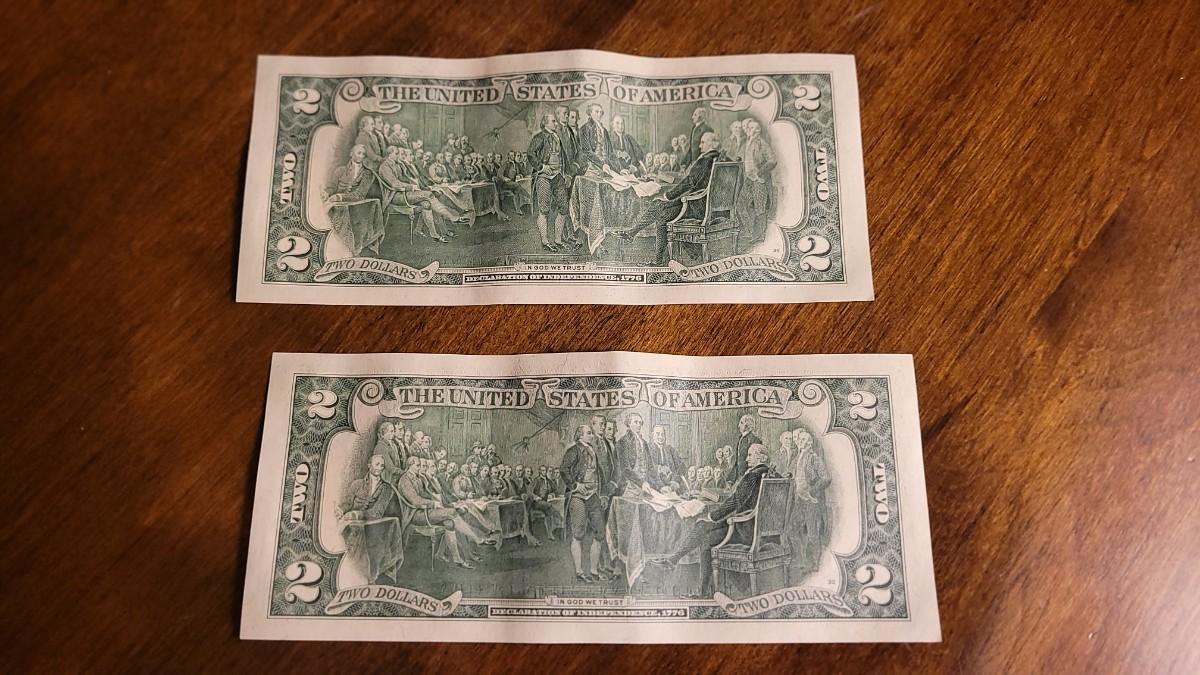 2 THE UNITED STATES OF AMERICA 2
TWO TWO
2 TWO DOLLARS IN GOD WE TRUST TWO DOLLARS 2
DECLARATION OF INDEPENDENCE, 1776
2 THE UNITED STATES OF AMERICA 2
TWO TWO
2 TWO DOLLARS IN GOD WE TRUST TWO DOLLARS 2
DECLARATION OF INDEPENDENCE, 1776